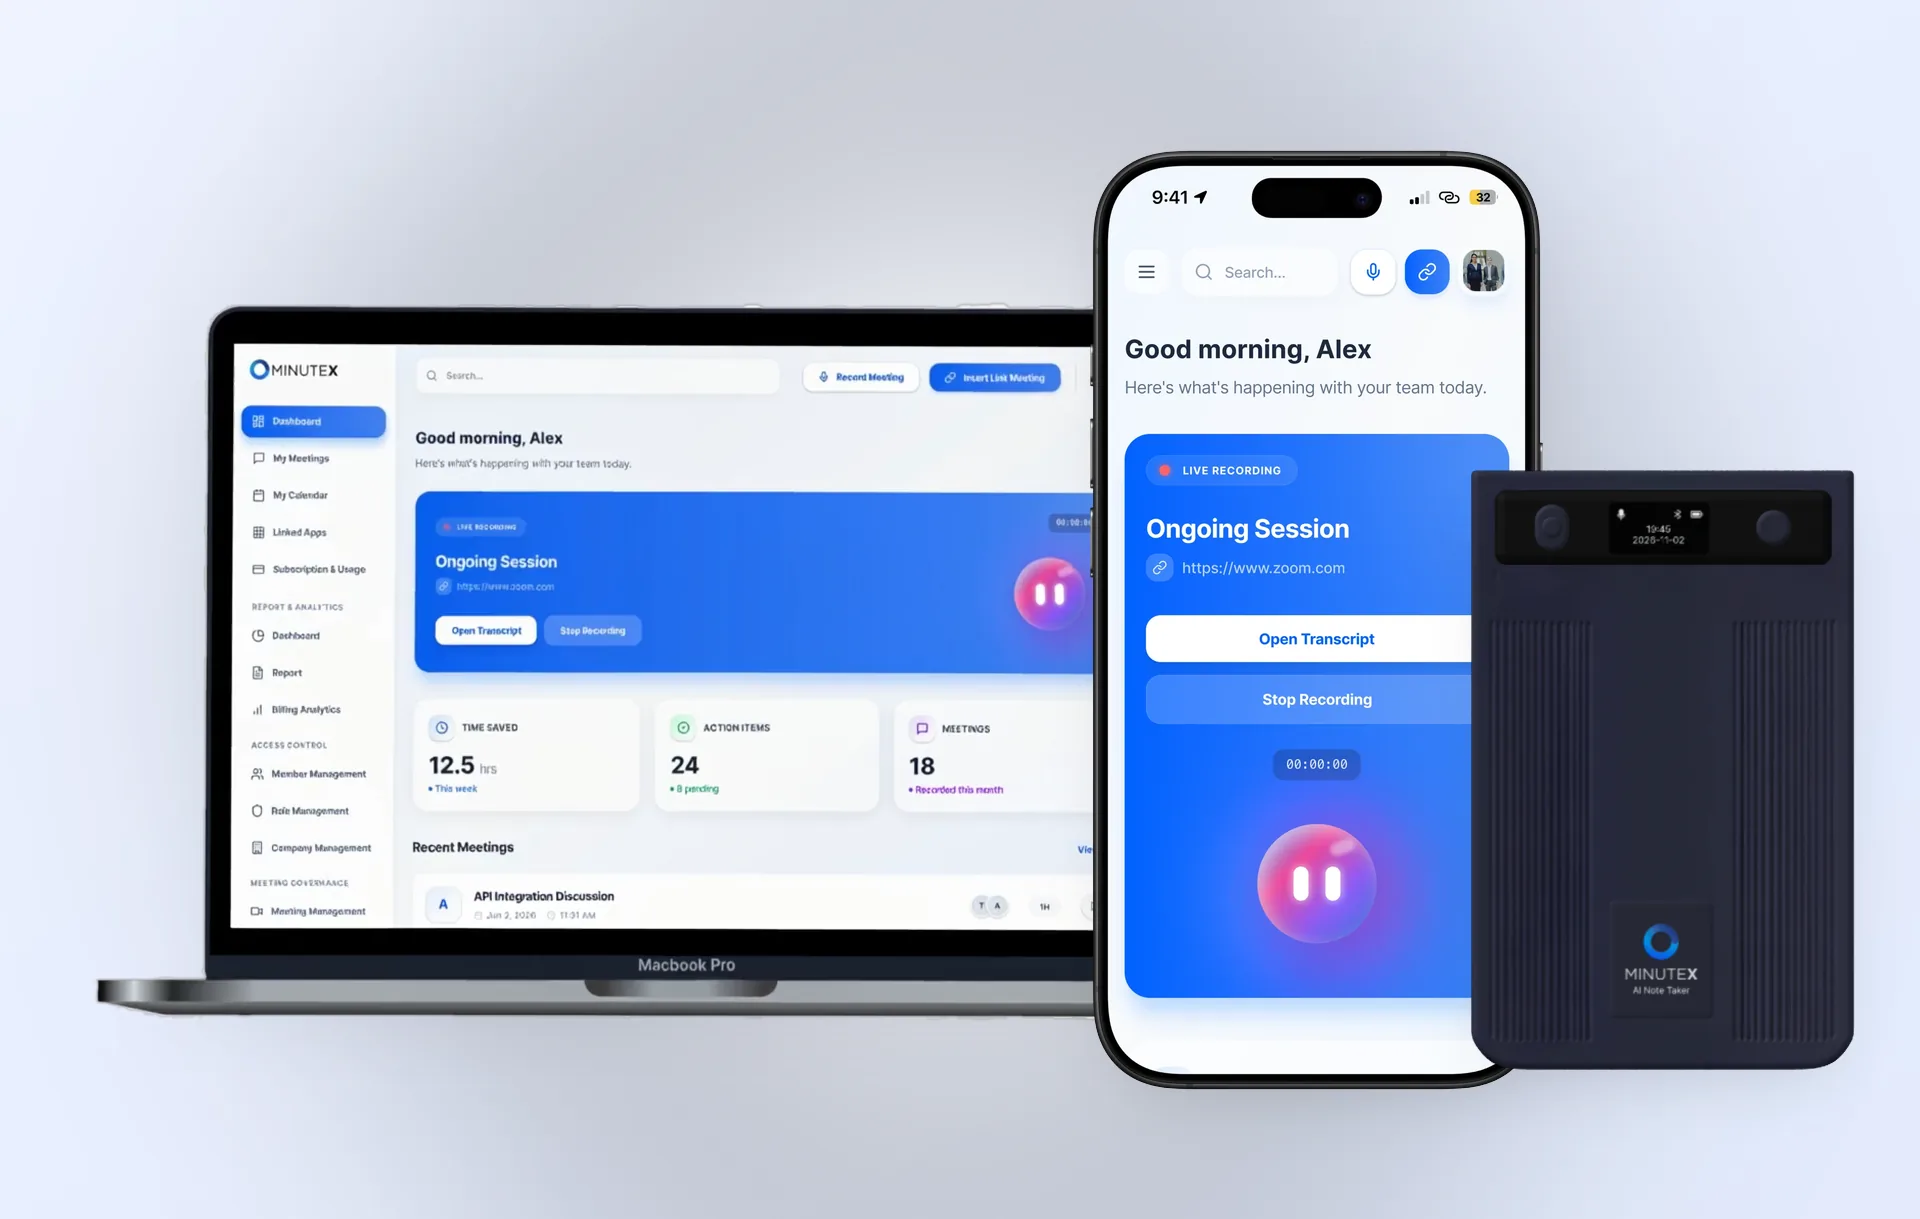 MINUTEX
Search...
Record Meeting
Insert Link Meeting
Dashboard
My Meetings
My Calendar
Linked Apps
Subscription & Usage
REPORT & ANALYTICS
Dashboard
Report
Billing Analytics
ACCESS CONTROL
Member Management
Role Management
Company Management
MEETING GOVERNANCE
Meeting Management
Good morning, Alex
Here's what's happening with your team today.
LIVE RECORDING
00:00:0
Ongoing Session
https://www.zoom.com
Open Transcript
Stop Recording
TIME SAVED
12.5 hrs
• This week
ACTION ITEMS
24
• 8 pending
MEETINGS
18
• Recorded this month
Recent Meetings
Vie
A
API Integration Discussion
Jun 2, 2026
11:31 AM
T
A
1H
Macbook Pro
9:41
32
Search...
Good morning, Alex
Here's what's happening with your team today.
LIVE RECORDING
Ongoing Session
https://www.zoom.com
Open Transcript
Stop Recording
00:00:00
19:45
2026-11-02
MINUTEX
AI Note Taker